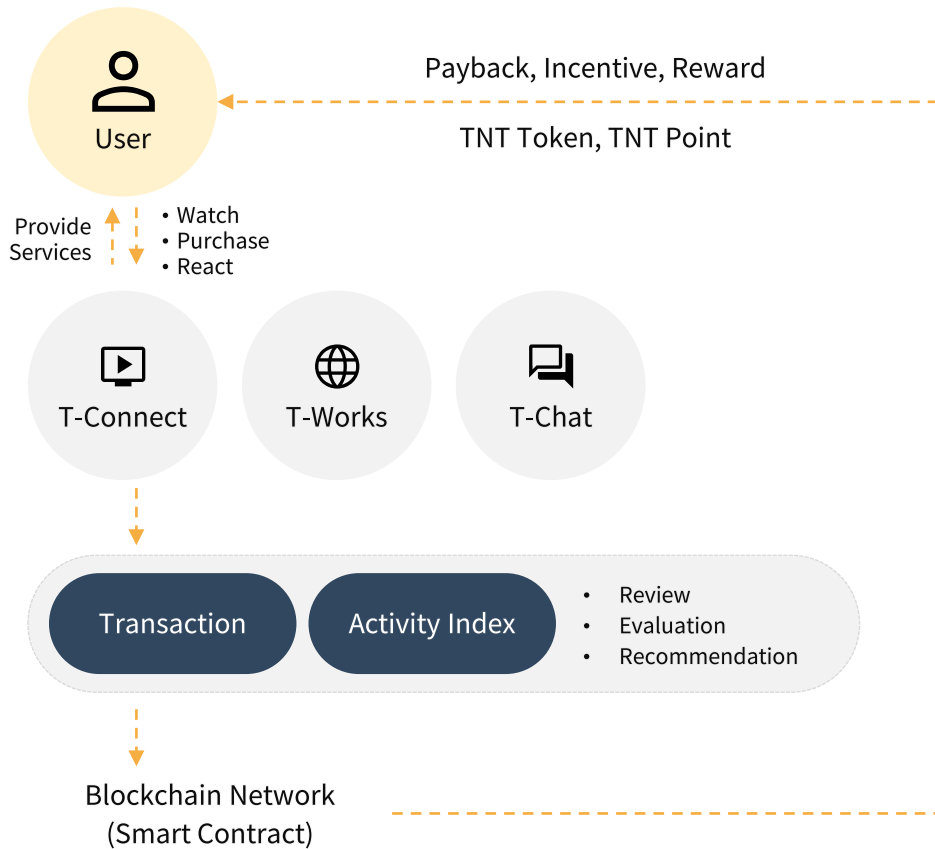 Payback, Incentive, Reward
User
TNT Token, TNT Point
Provide
Services
• Watch
• Purchase
• React
T-Connect
T-Works
T-Chat
Transaction
Activity Index
• Review
• Evaluation
• Recommendation
Blockchain Network
(Smart Contract)